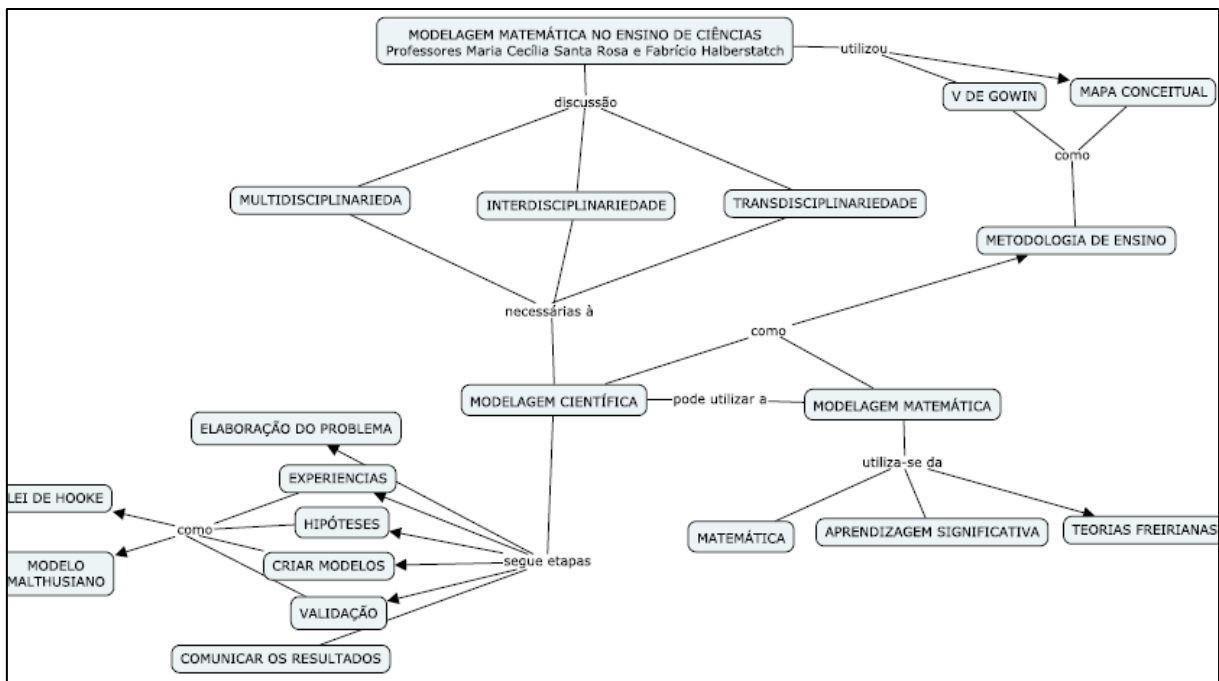 MODELAGEM MATEMÁTICA NO ENSINO DE CIÊNCIAS
Professores Maria Cecília Santa Rosa e Fabrício Halberstatch
utilizou
V DE GOWIN
MAPA CONCEITUAL
discussão
como
MULTIDISCIPLINARIEDA
INTERDISCIPLINARIEDADE
TRANSDISCIPLINARIEDADE
METODOLOGIA DE ENSINO
necessárias à
como
MODELAGEM CIENTÍFICA
pode utilizar a
MODELAGEM MATEMÁTICA
ELABORAÇÃO DO PROBLEMA
utiliza-se da
EXPERIENCIAS
LEI DE HOOKE
HIPÓTESES
como
MATEMÁTICA
APRENDIZAGEM SIGNIFICATIVA
TEORIAS FREIRIANAS
segue etapas
CRIAR MODELOS
MODELO
MALTHUSIANO
VALIDAÇÃO
COMUNICAR OS RESULTADOS